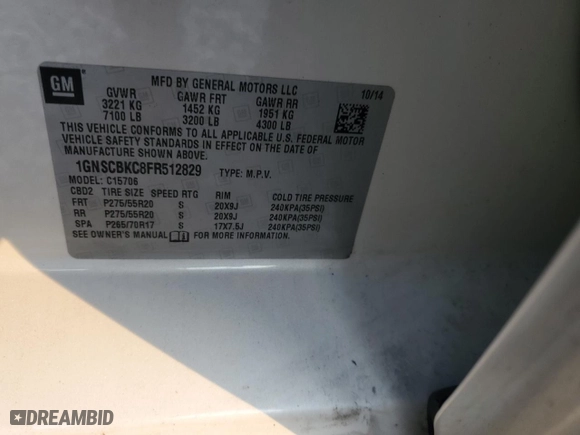 GM
MFD BY GENERAL MOTORS LLC 10/14
GVWR GAWR FRT GAWR RR
3221 KG 1452 KG 1951 KG
7100 LB 3200 LB 4300 LB
THIS VEHICLE CONFORMS TO ALL APPLICABLE U.S. FEDERAL MOTOR
VEHICLE SAFETY STANDARDS IN EFFECT ON THE DATE OF
MANUFACTURE SHOWN ABOVE.
1GNSCBKC8FR512829 TYPE: M.P.V.
MODEL: C15706
CBD2 TIRE SIZE SPEED RTG RIM COLD TIRE PRESSURE
FRT P275/55R20 S 20X9J 240KPA(35PSI)
RR P275/55R20 S 20X9J 240KPA(35PSI)
SPA P265/70R17 S 17X7.5J 240KPA(35PSI)
SEE OWNER'S MANUAL FOR MORE INFORMATION.
DREAMBID